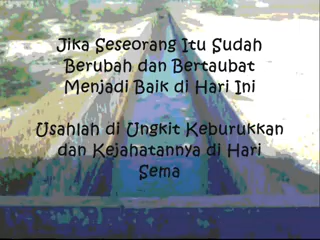 Jika Seseorang Itu Sudah
Berubah dan Bertaubat
Menjadi Baik di Hari Ini
Usahlah di Ungkit Keburukkan
dan Kejahatannya di Hari
Sema